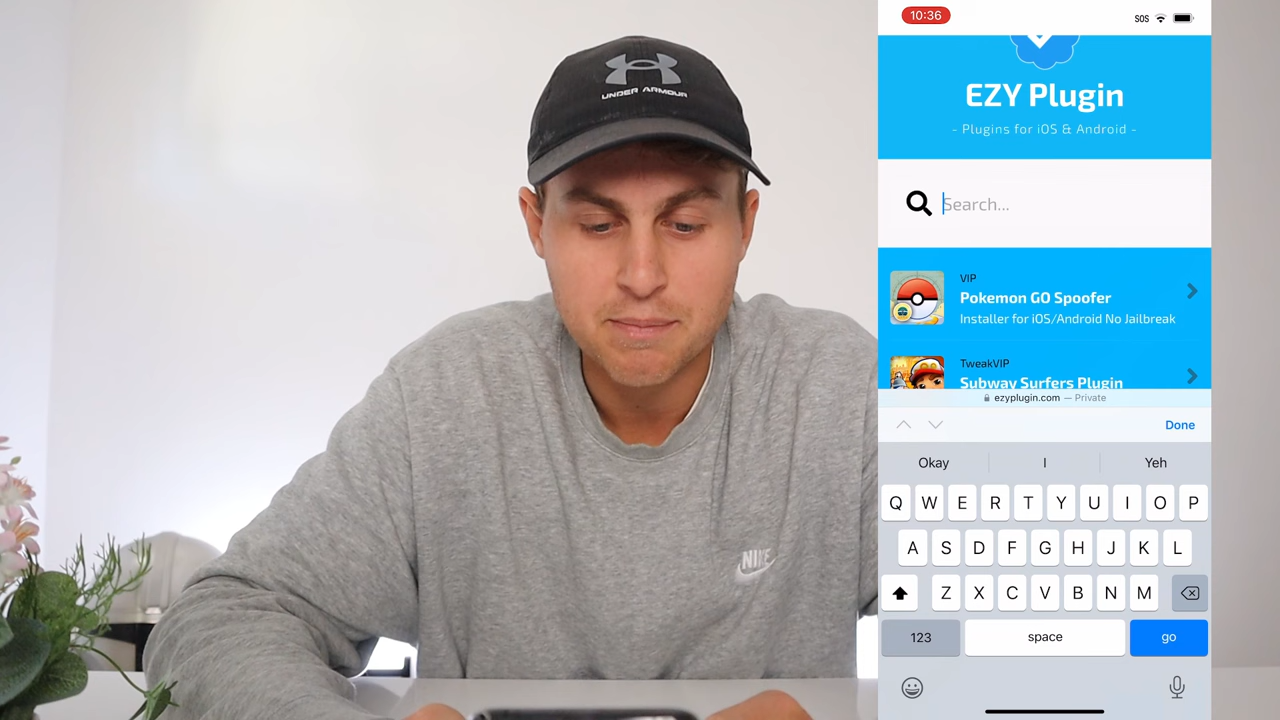 UNDER ARMOUR
NIKE
10:36
SOS
EZY Plugin
- Plugins for iOS & Android -
Search...
VIP
Pokemon GO Spoofer
Installer for iOS/Android No Jailbreak
TweakVIP
Subway Surfers Plugin
ezyplugin.com — Private
Done
Okay
I
Yeh
Q W E R T Y U I O P
A S D F G H J K L
Z X C V B N M
123
space
go